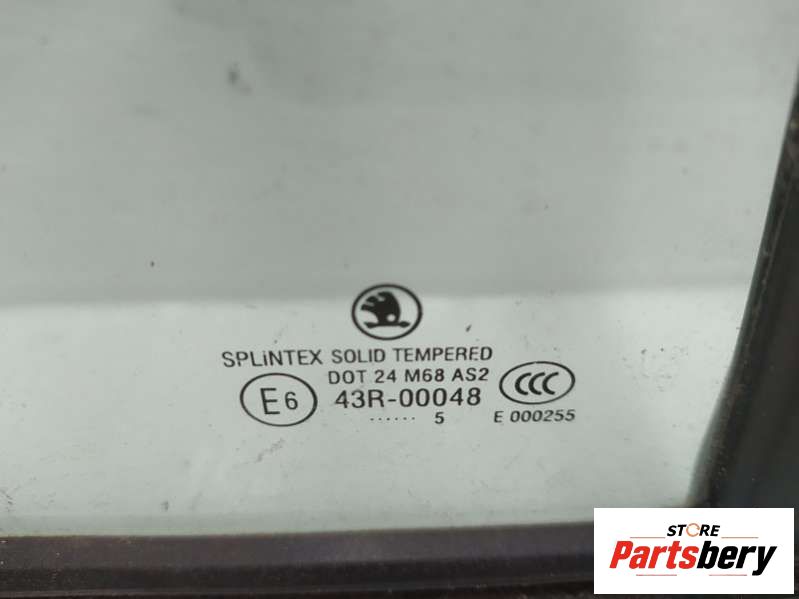 SPLiNTEX SOLID TEMPERED
DOT 24 M68 AS2
E6 43R-00048 CCC
...... 5 E 000255
STORE
Partsbery